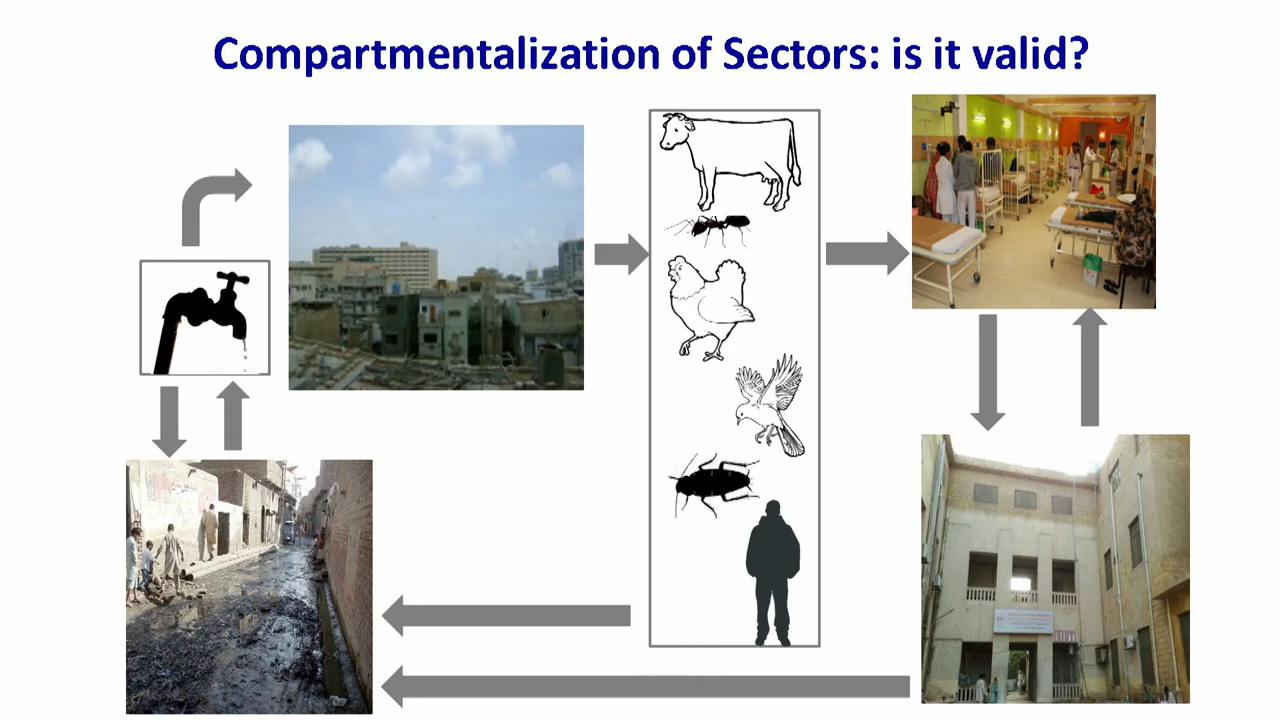 Compartmentalization of Sectors: is it valid?